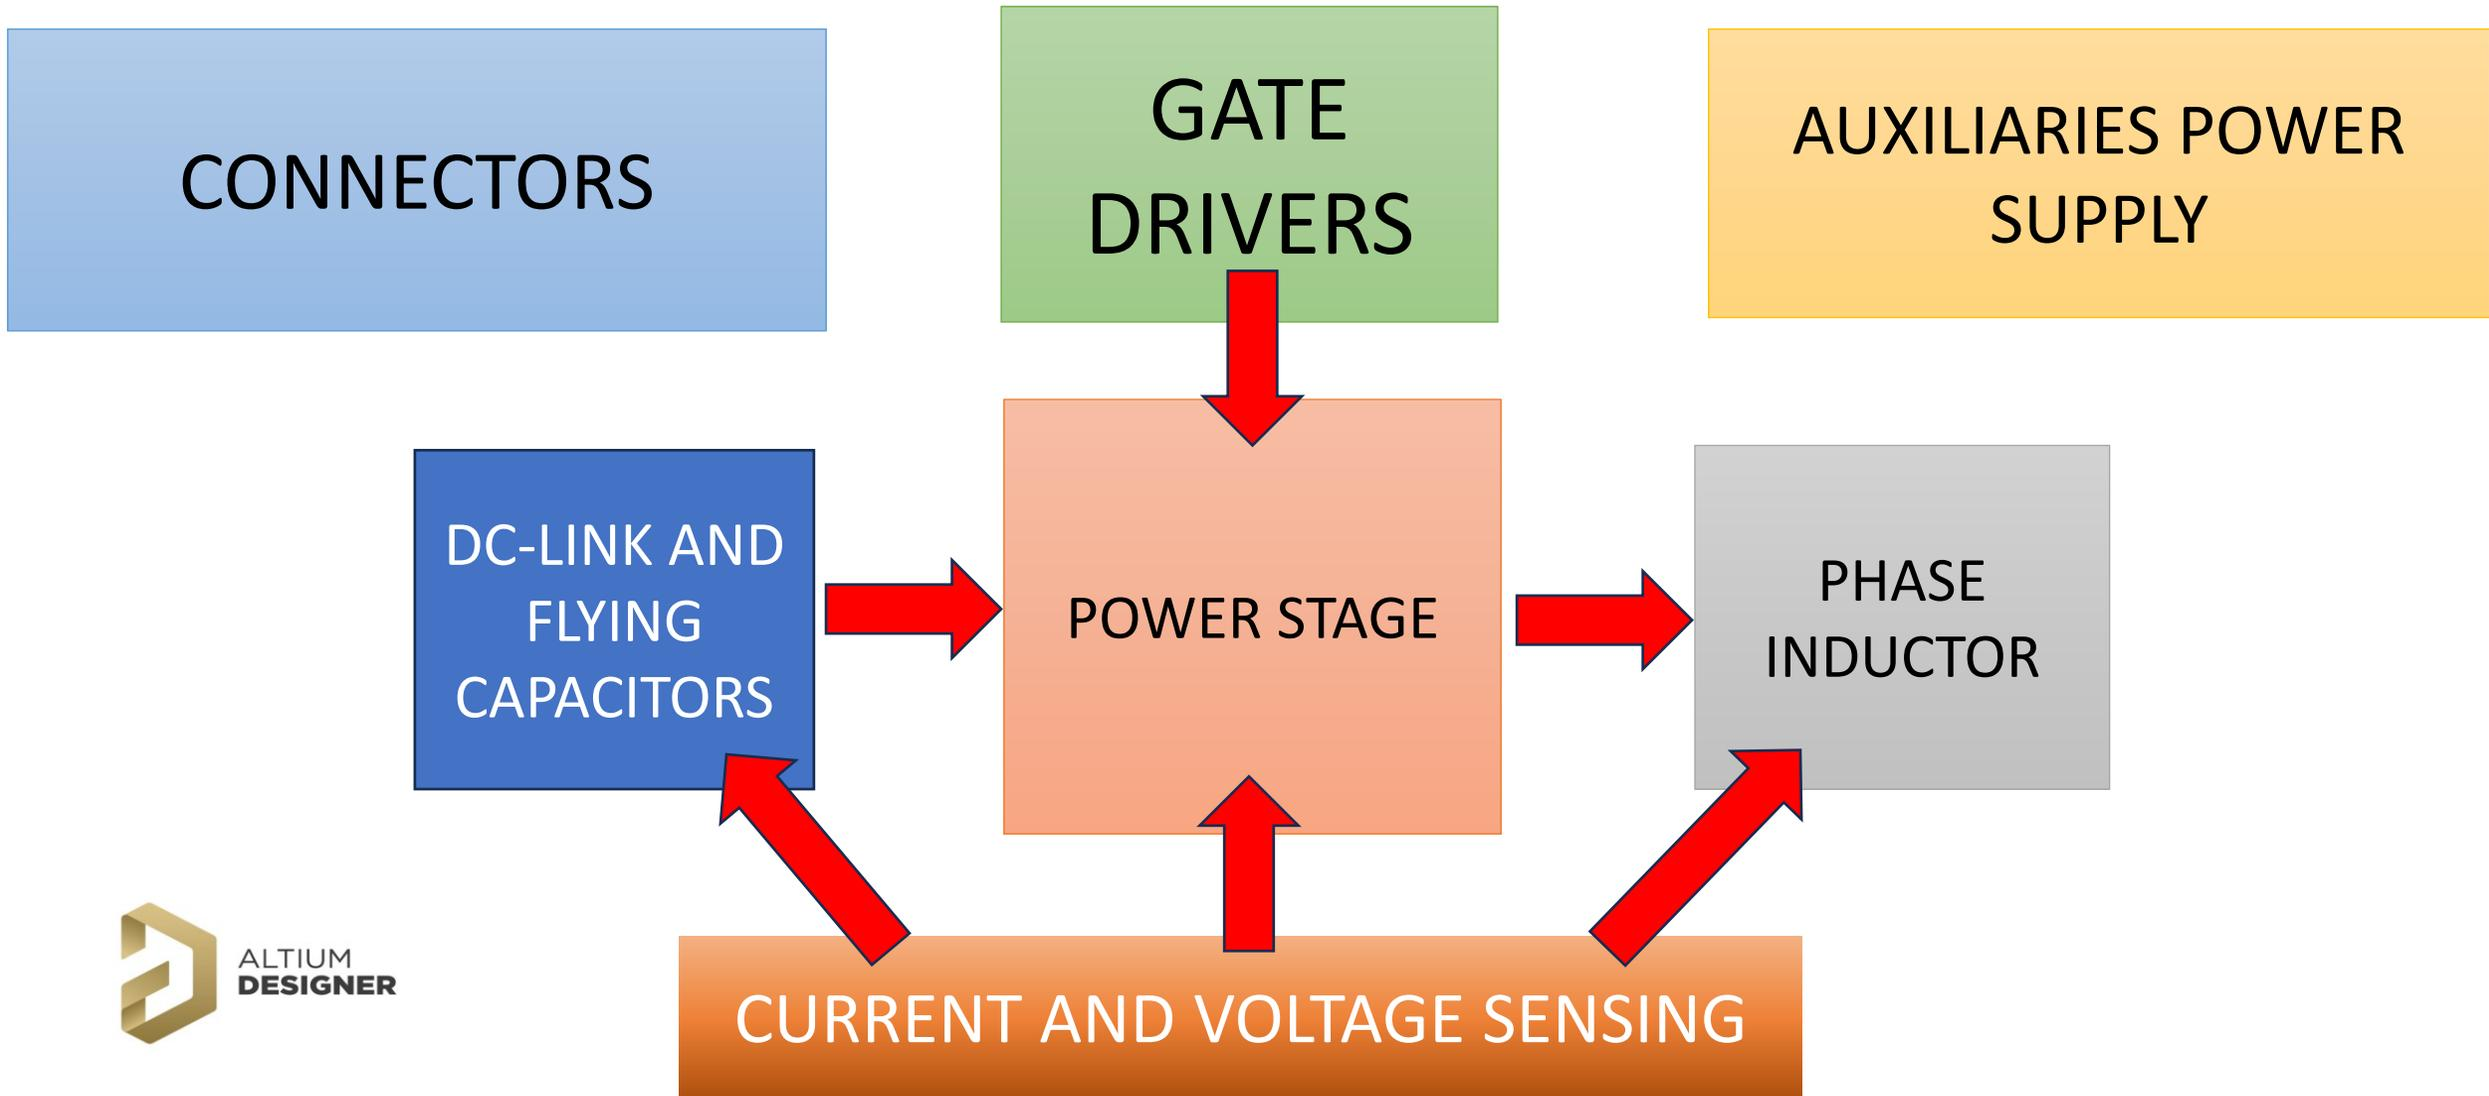 CONNECTORS
GATE
DRIVERS
AUXILIARIES POWER
SUPPLY
DC-LINK AND
FLYING
CAPACITORS
POWER STAGE
PHASE
INDUCTOR
ALTIUM
DESIGNER
CURRENT AND VOLTAGE SENSING